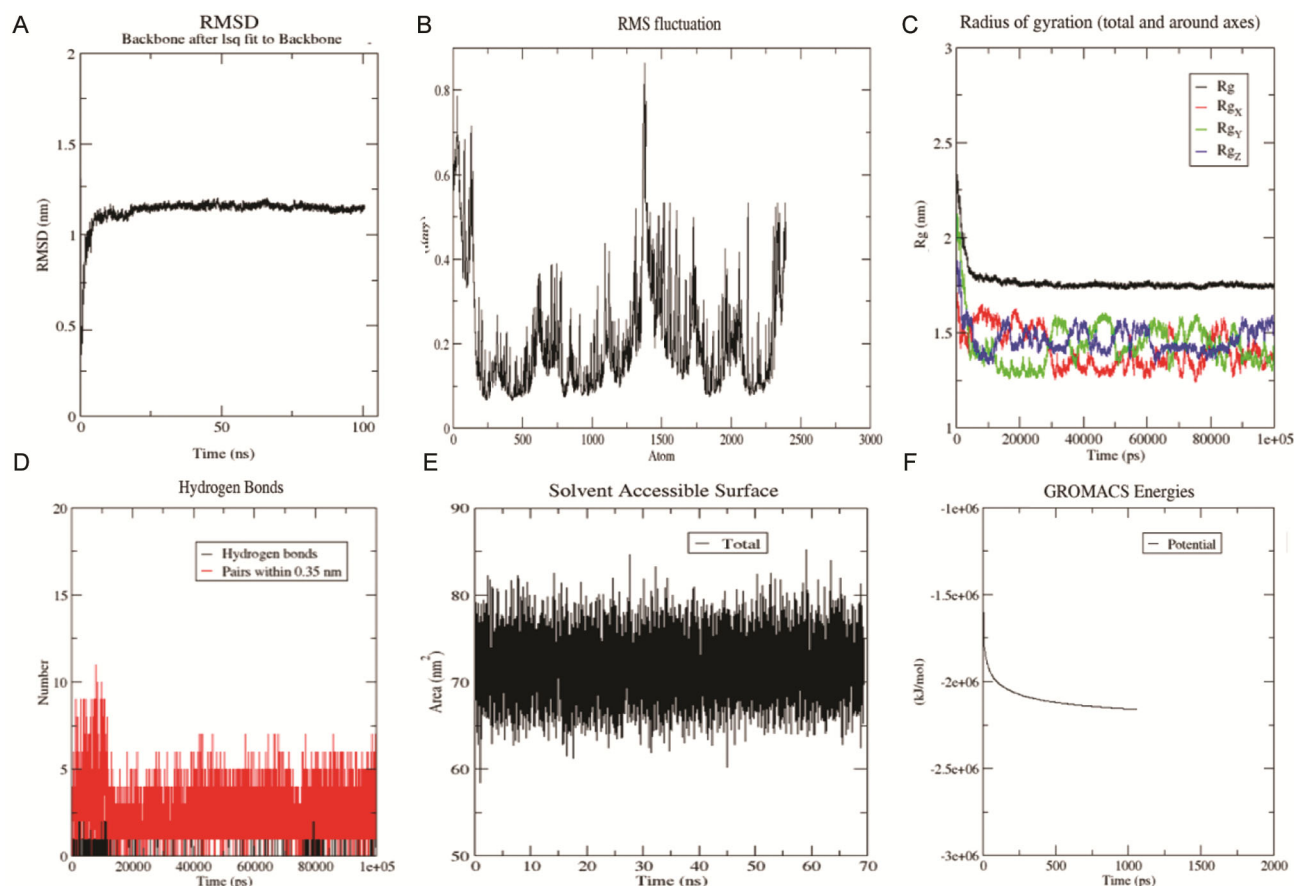 A
RMSD
Backbone after lsq fit to Backbone
2
1.5
1
0.5
0
RMSD (nm)
0 50 100
Time (ns)
B
RMS fluctuation
0.8
0.6
0.4
0.2
0
0 500 1000 1500 2000 2500 3000
Atom
C
Radius of gyration (total and around axes)
3
2.5
2
1.5
1
Rg (nm)
Rg
RgX
RgY
RgZ
0 20000 40000 60000 80000 1e+05
Time (ps)
D
Hydrogen Bonds
20
15
10
5
0
Number
Hydrogen bonds
Pairs within 0.35 nm
0 20000 40000 60000 80000 1e+05
Time (ps)
E
Solvent Accessible Surface
90
80
70
60
50
Area (nm²)
Total
0 10 20 30 40 50 60 70
Time (ns)
F
GROMACS Energies
-1e+06
-1.5e+06
-2e+06
-2.5e+06
-3e+06
(kJ/mol)
Potential
0 500 1000 1500 2000
Time (ps)